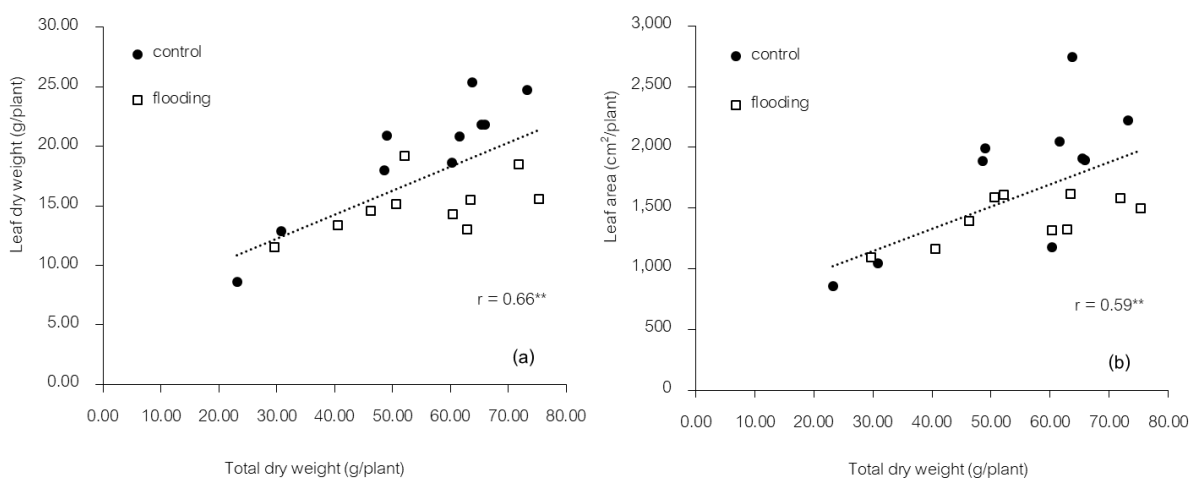 30.00
25.00
20.00
15.00
10.00
5.00
0.00
Leaf dry weight (g/plant)
control
flooding
r = 0.66**
(a)
0.00 10.00 20.00 30.00 40.00 50.00 60.00 70.00 80.00
Total dry weight (g/plant)
3,000
2,500
2,000
1,500
1,000
500
0
Leaf area (cm²/plant)
control
flooding
r = 0.59**
(b)
0.00 10.00 20.00 30.00 40.00 50.00 60.00 70.00 80.00
Total dry weight (g/plant)